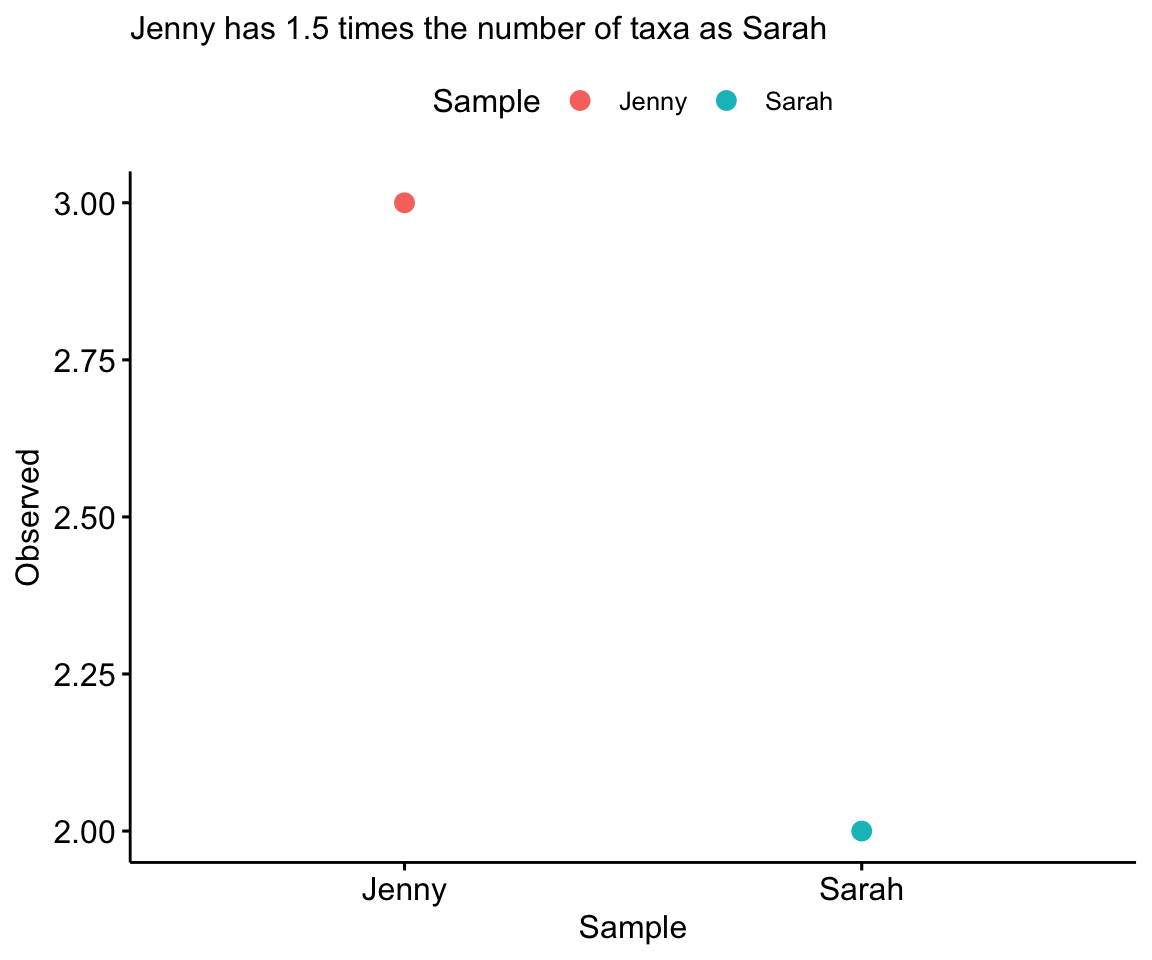 Jenny has 1.5 times the number of taxa as Sarah
Sample Jenny Sarah
3.00
2.75
2.50
2.25
2.00
Observed
Jenny Sarah
Sample